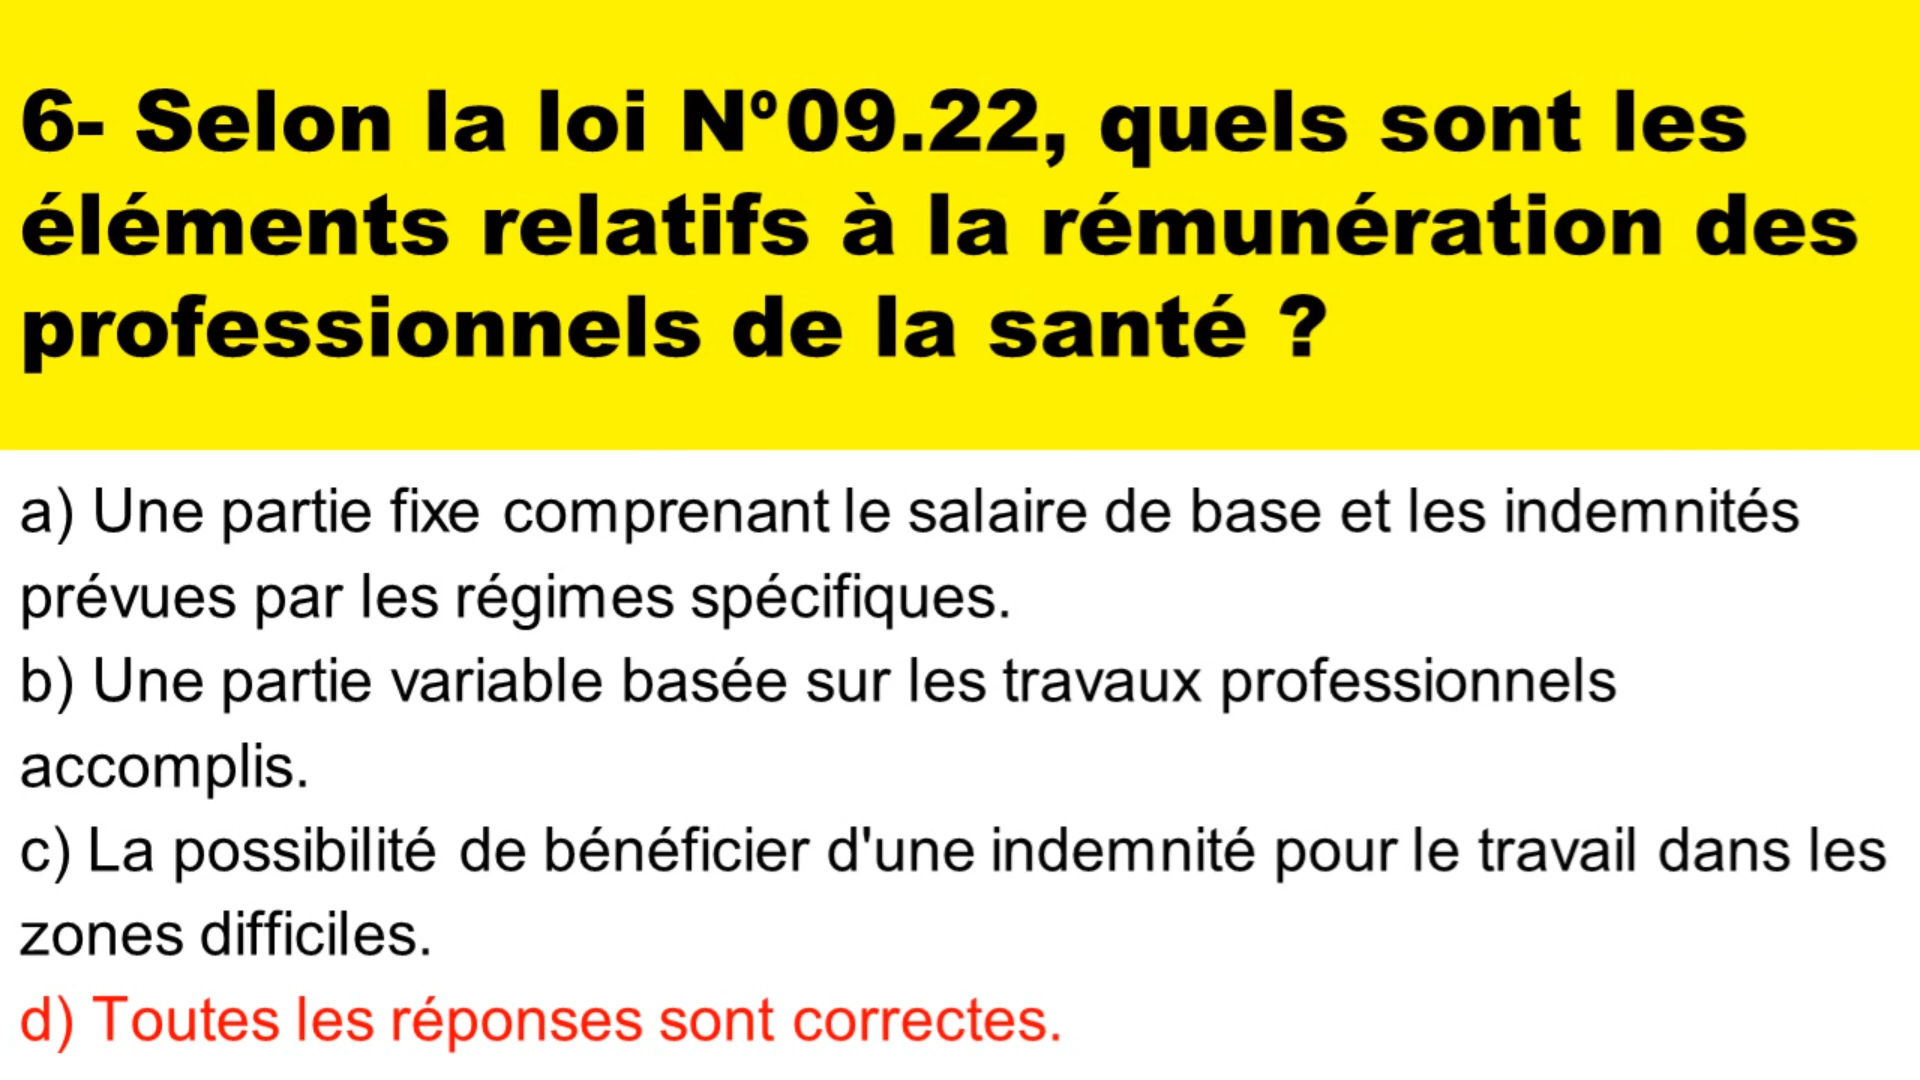 6- Selon la loi Nº09.22, quels sont les
éléments relatifs à la rémunération des
professionnels de la santé ?
a) Une partie fixe comprenant le salaire de base et les indemnités
prévues par les régimes spécifiques.
b) Une partie variable basée sur les travaux professionnels
accomplis.
c) La possibilité de bénéficier d'une indemnité pour le travail dans les
zones difficiles.
d) Toutes les réponses sont correctes.